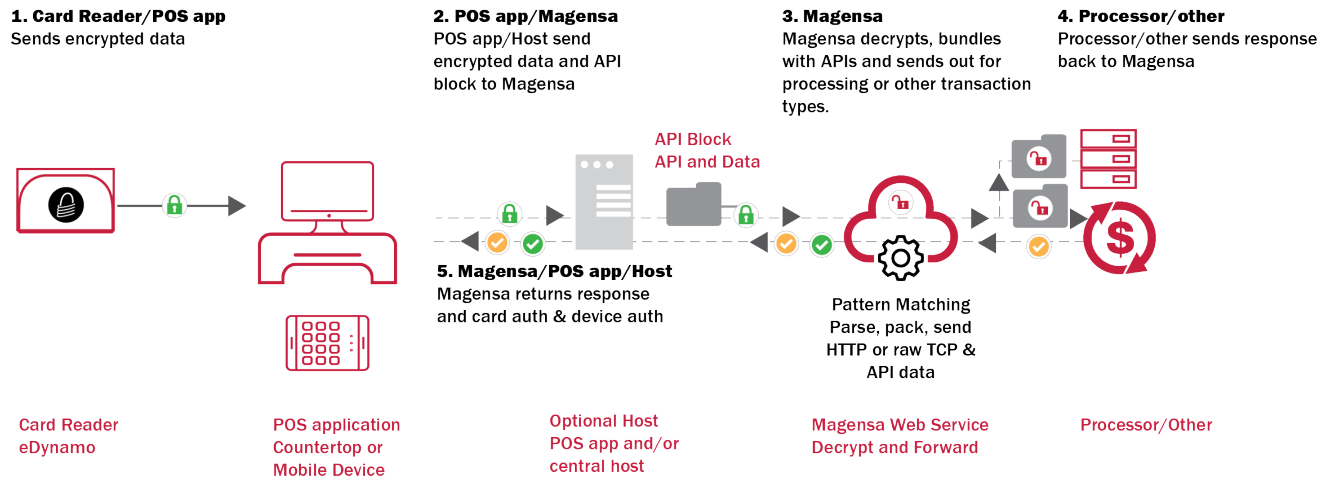 1. Card Reader/POS app
Sends encrypted data
2. POS app/Magensa
POS app/Host send
encrypted data and API
block to Magensa
3. Magensa
Magensa decrypts, bundles
with APIs and sends out for
processing or other transaction
types.
4. Processor/other
Processor/other sends response
back to Magensa
API Block
API and Data
$
5. Magensa/POS app/Host
Magensa returns response
and card auth & device auth
Pattern Matching
Parse, pack, send
HTTP or raw TCP &
API data
Card Reader
eDynamo
POS application
Countertop or
Mobile Device
Optional Host
POS app and/or
central host
Magensa Web Service
Decrypt and Forward
Processor/Other